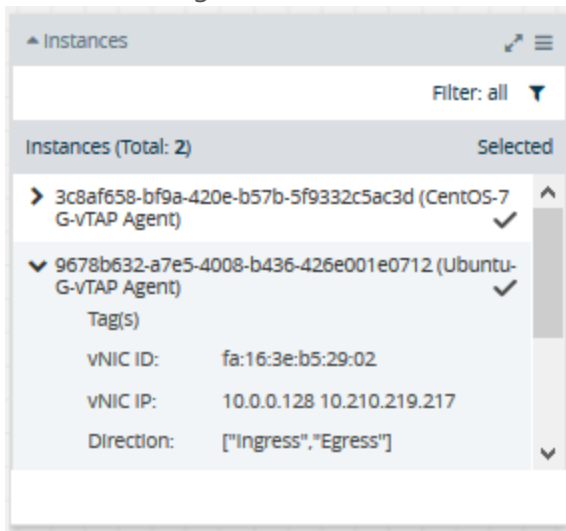 Instances
Filter: all
Instances (Total: 2) Selected
3c8af658-bf9a-420e-b57b-5f9332c5ac3d (CentOS-7
G-vTAP Agent)
9678b632-a7e5-4008-b436-426e001e0712 (Ubuntu-
G-vTAP Agent)
Tag(s)
vNIC ID: fa:16:3e:b5:29:02
vNIC IP: 10.0.0.128 10.210.219.217
Direction: ["Ingress","Egress"]